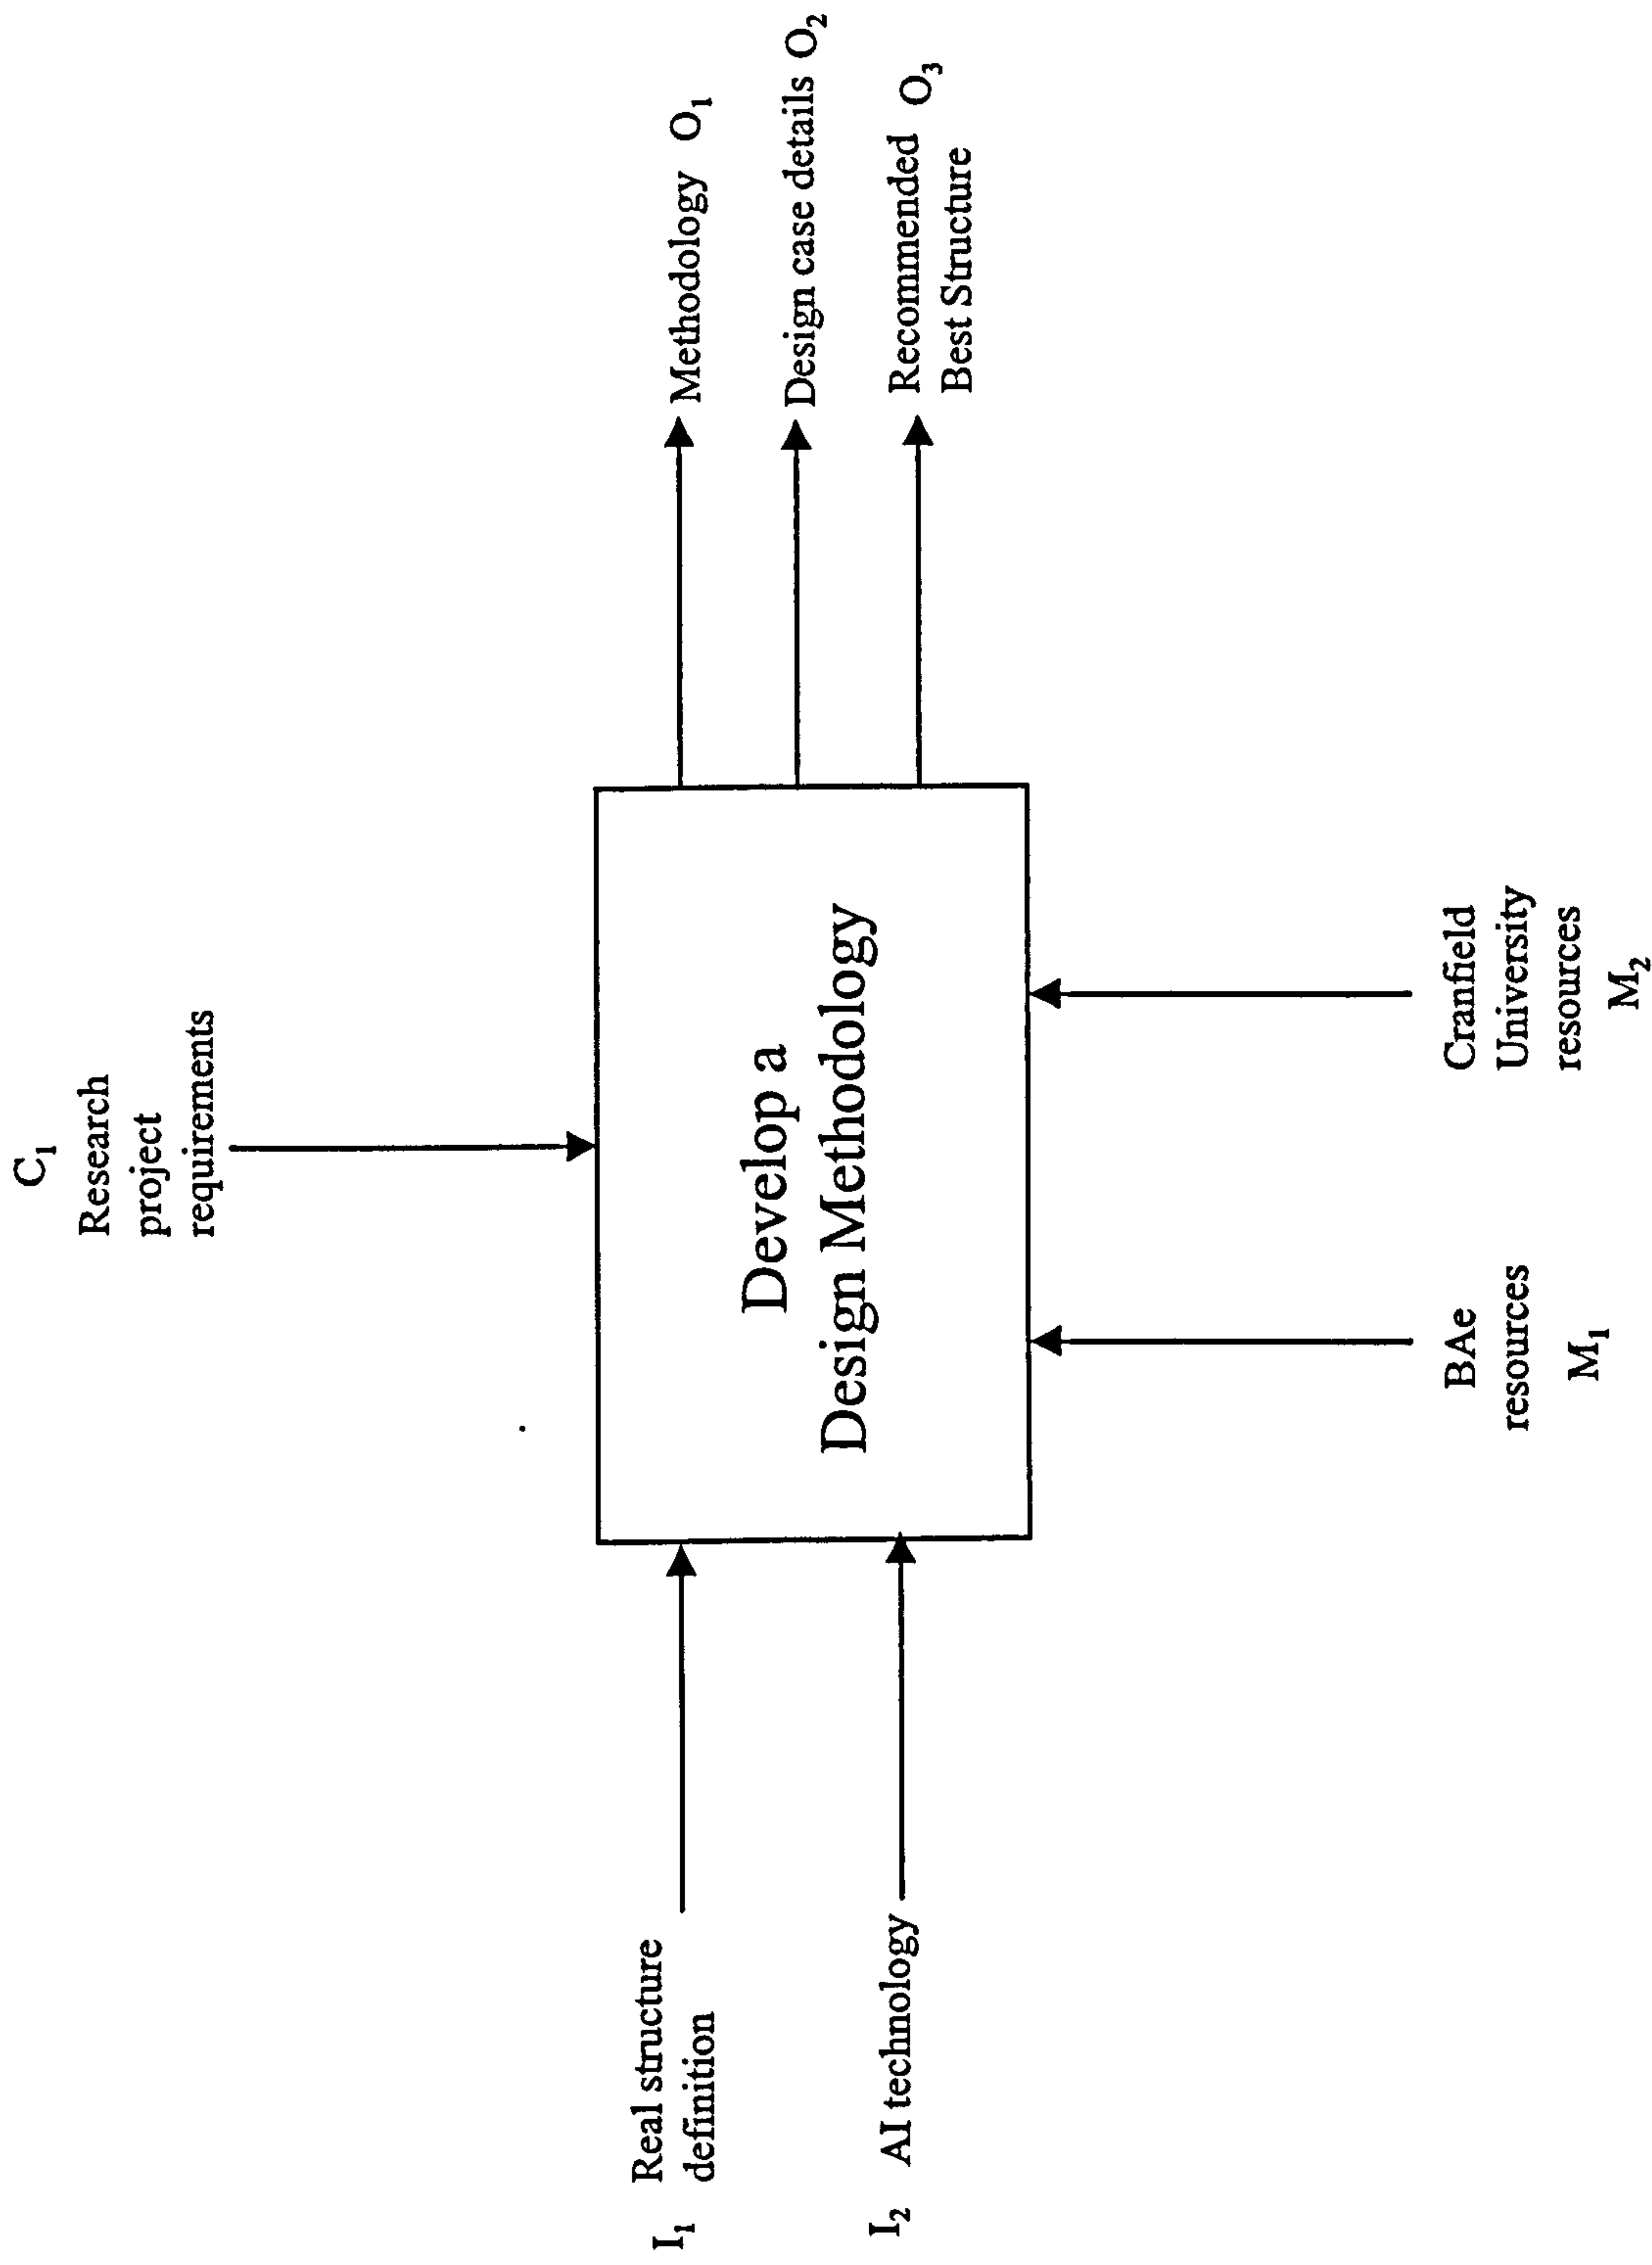 C₁
Research
project
requirements
I₁ Real structure
definition
I₂ AI technology
Develop a
Design Methodology
Methodology O₁
Design case details O₂
Recommended O₃
Best Structure
BAe
resources
M₁
Cranfield
University
resources
M₂